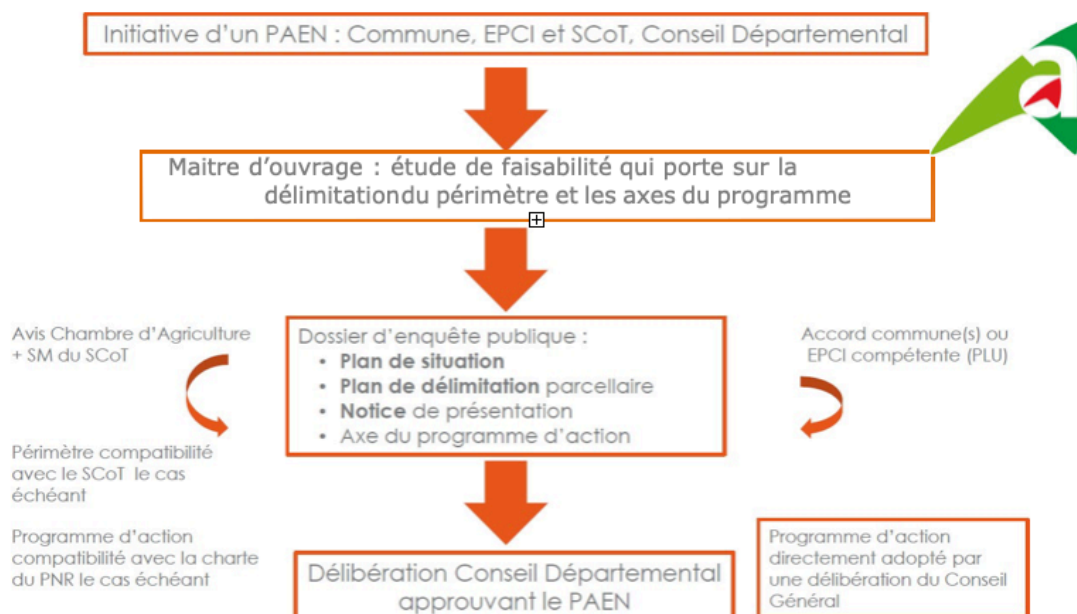 Initiative d'un PAEN : Commune, EPCI et SCoT, Conseil Départemental
Maitre d'ouvrage : étude de faisabilité qui porte sur la
délimitationdu périmètre et les axes du programme
Avis Chambre d'Agriculture
+ SM du SCoT
Dossier d'enquête publique :
• Plan de situation
• Plan de délimitation parcellaire
• Notice de présentation
• Axe du programme d'action
Accord commune(s) ou
EPCI compétente (PLU)
Périmètre compatibilité
avec le SCoT le cas
échéant
Programme d'action
compatibilité avec la charte
du PNR le cas échéant
Délibération Conseil Départemental
approuvant le PAEN
Programme d'action
directement adopté par
une délibération du Conseil
Général